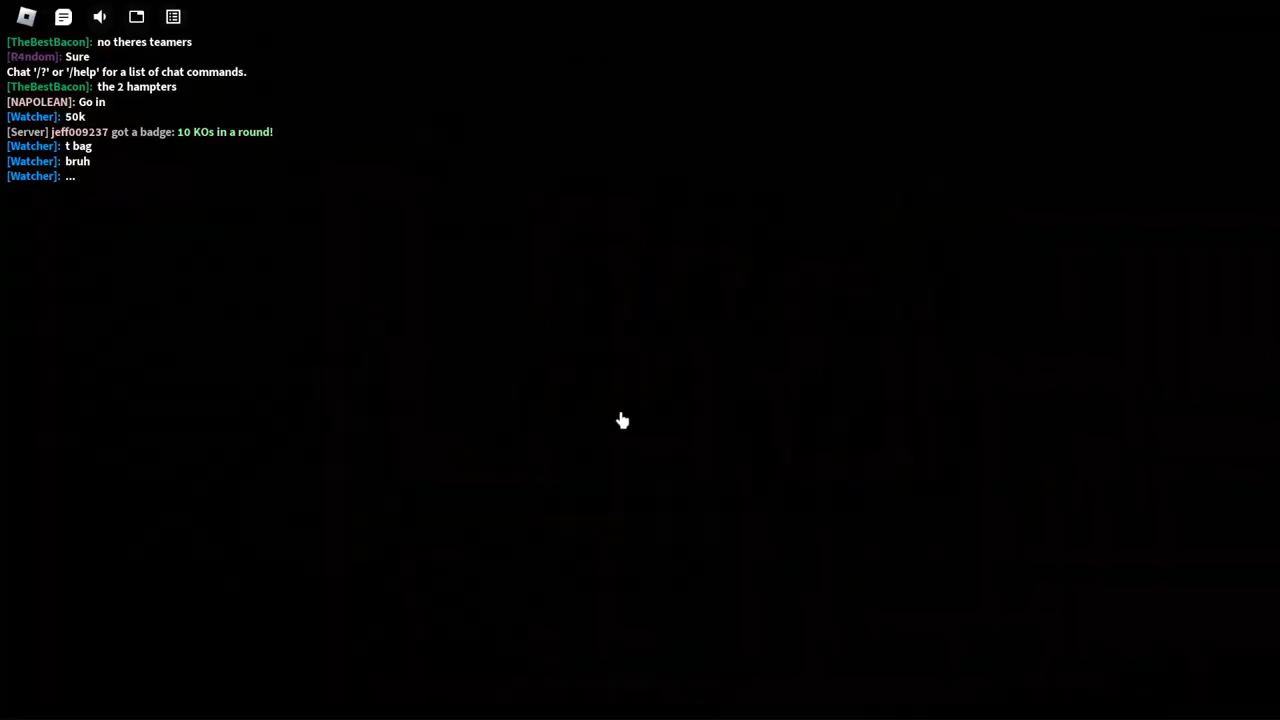 [TheBestBacon]: no theres teamers
[R4ndom]: Sure
Chat '/?' or '/help' for a list of chat commands.
[TheBestBacon]: the 2 hampters
[NAPOLEAN]: Go in
[Watcher]: 50k
[Server] jeff009237 got a badge: 10 KOs in a round!
[Watcher]: t bag
[Watcher]: bruh
[Watcher]: ...